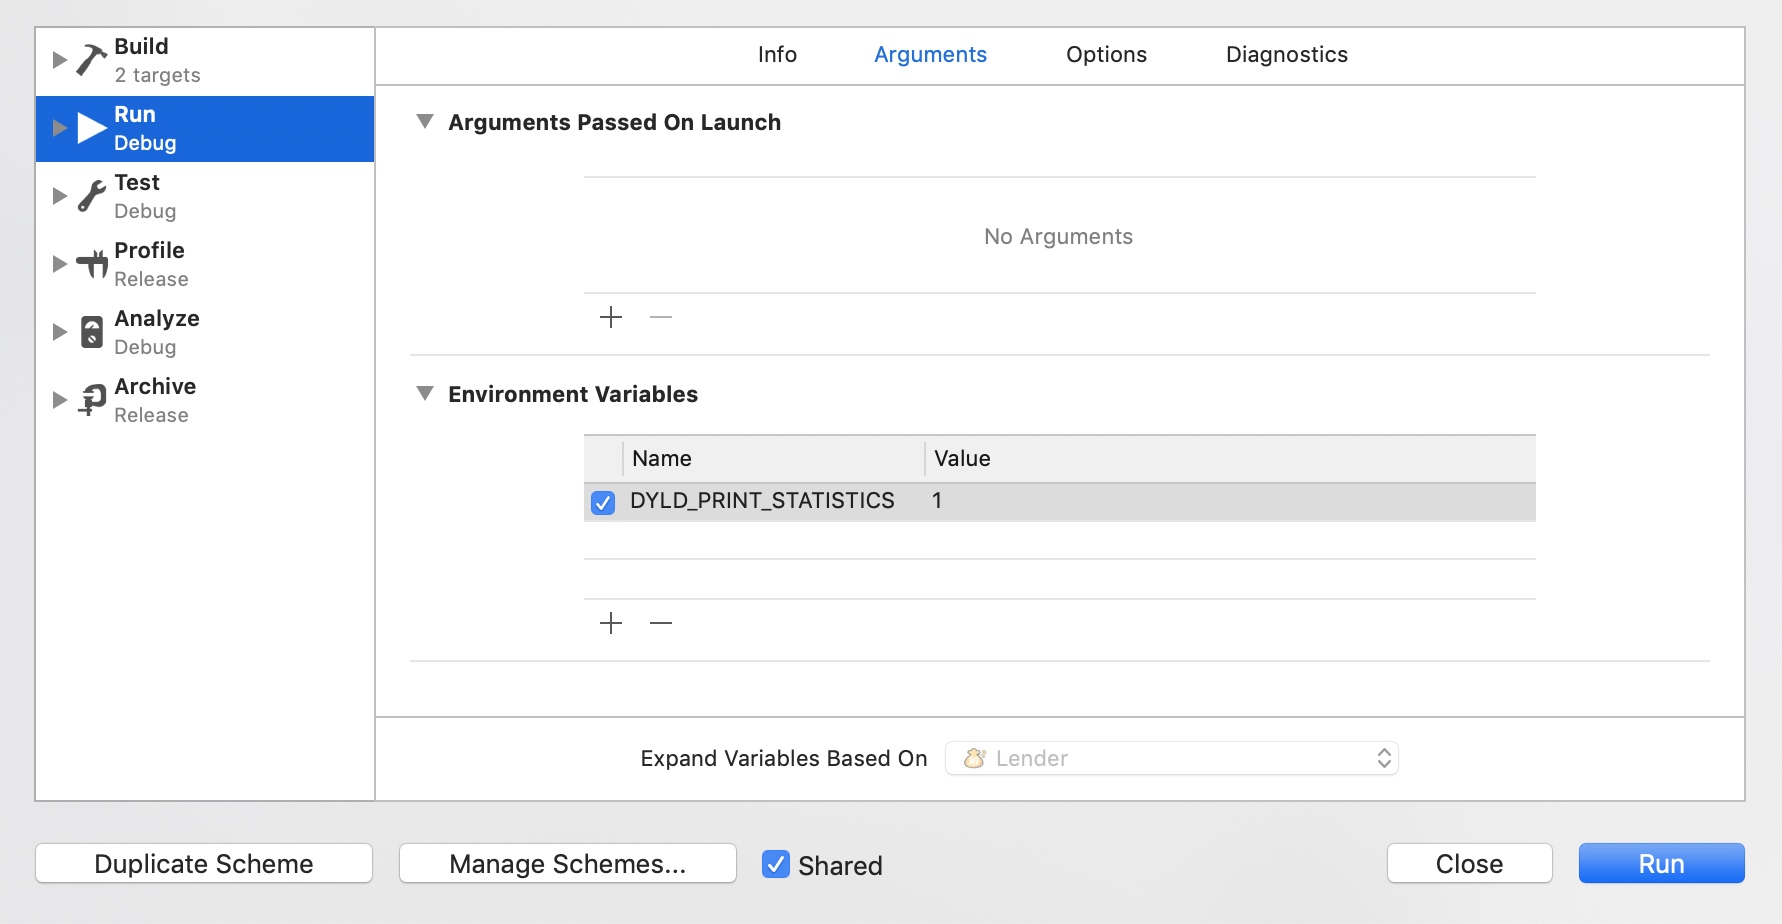 Build
2 targets
Run
Debug
Test
Debug
Profile
Release
Analyze
Debug
Archive
Release
Info Arguments Options Diagnostics
Arguments Passed On Launch
No Arguments
Environment Variables
Name Value
DYLD_PRINT_STATISTICS 1
Expand Variables Based On Lender
Duplicate Scheme Manage Schemes... Shared Close Run